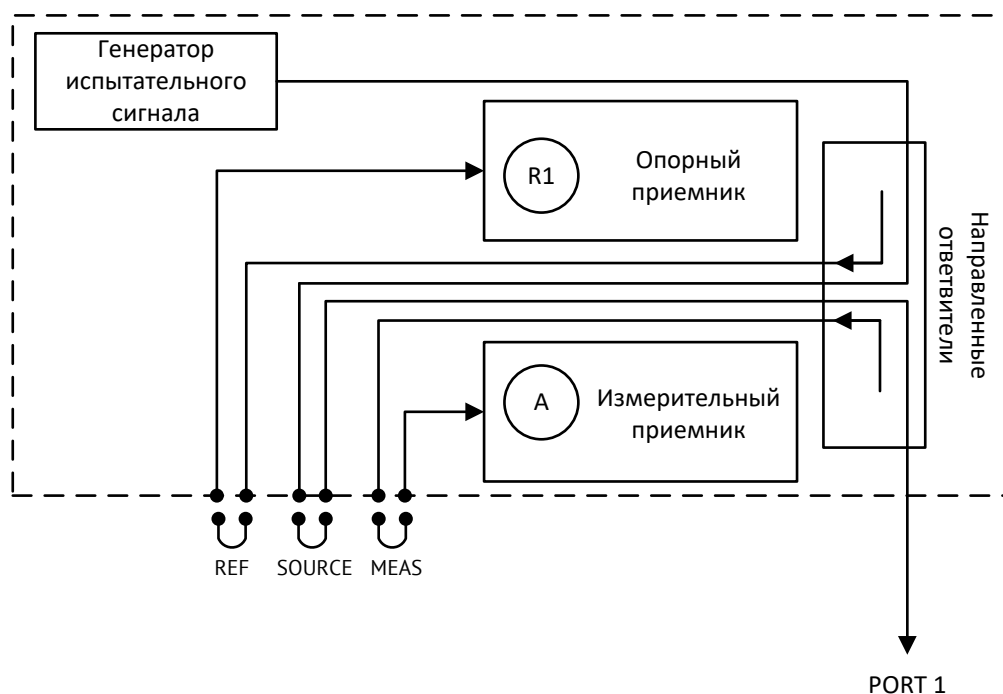 Генератор
испытательного
сигнала
R1
Опорный
приемник
Направленные
ответвители
A
Измерительный
приемник
REF
SOURCE
MEAS
PORT 1